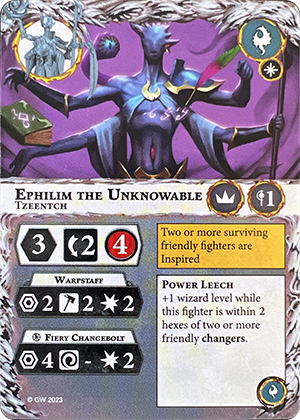 EPHILIM THE UNKNOWABLE
TZEENTCH
1
3 2 4
Two or more surviving
friendly fighters are
Inspired
WARPSTAFF
2 2 2
FIERY CHANGEBOLT
4 - 2
POWER LEECH
+1 wizard level while
this fighter is within 2
hexes of two or more
friendly changers.
© GW 2023